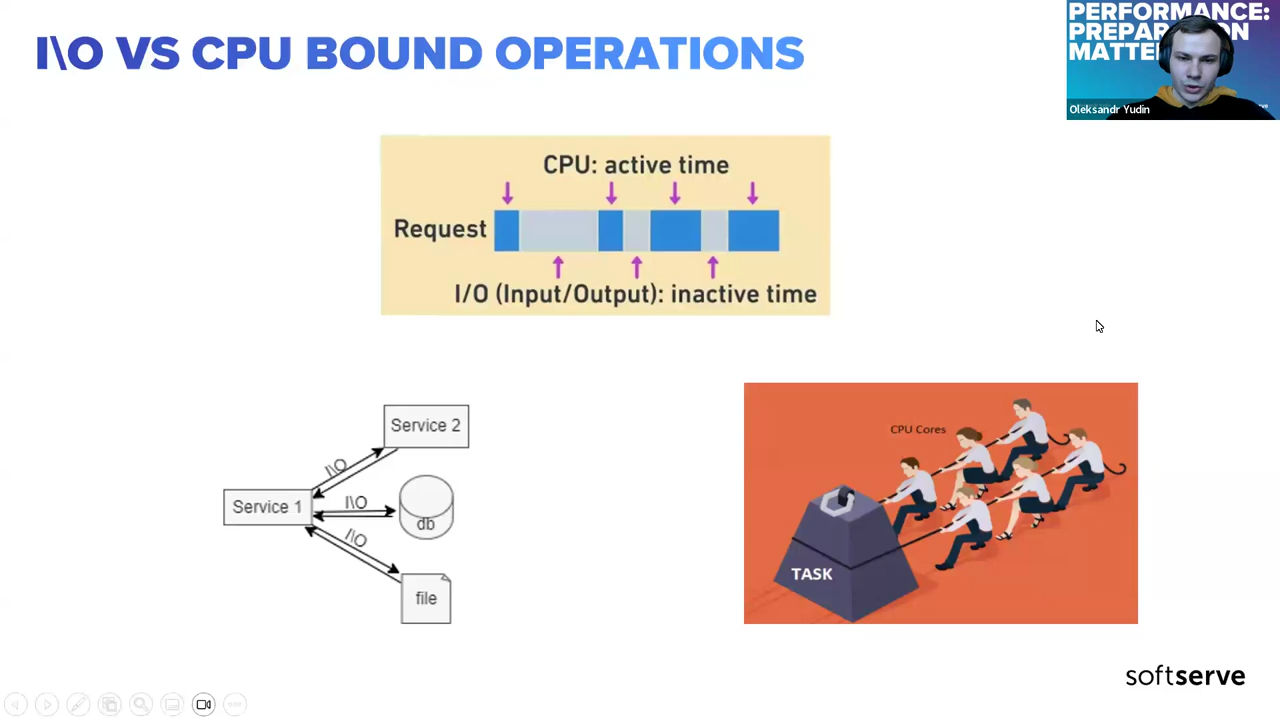 I\O VS CPU BOUND OPERATIONS
PERFORMANCE:
MATTE
Oleksandr Yudin
CPU: active time
Request
I/O (Input/Output): inactive time
Service 2
I\O
Service 1
I\O
db
I\O
file
CPU Cores
TASK
softserve